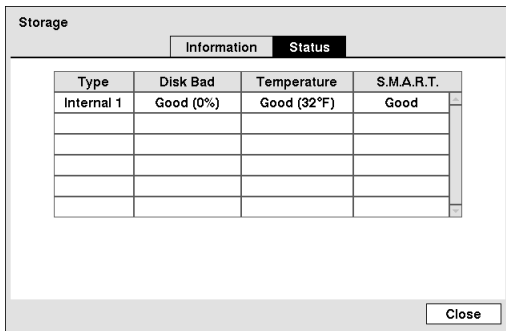 Storage
Information Status
Type Disk Bad Temperature S.M.A.R.T.
Internal 1 Good (0%) Good (32°F) Good
Close